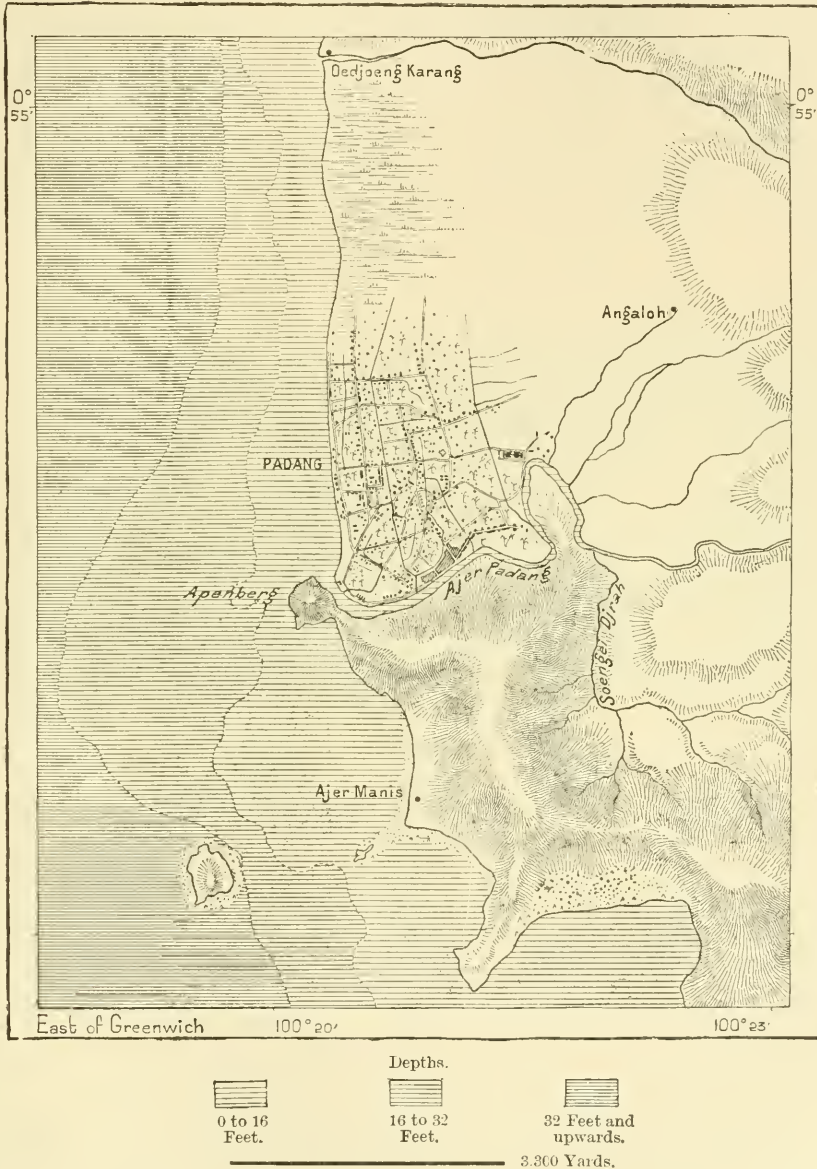 Oedjoeng Karang
0°
55'
0°
55'
Angaloh
PADANG
Apenberg
Ajer Padang
Soengei Djrah
Ajer Manis
East of Greenwich
100° 20'
100° 23'
Depths.
0 to 16
Feet.
16 to 32
Feet.
32 Feet and
upwards.
3.300 Yards.